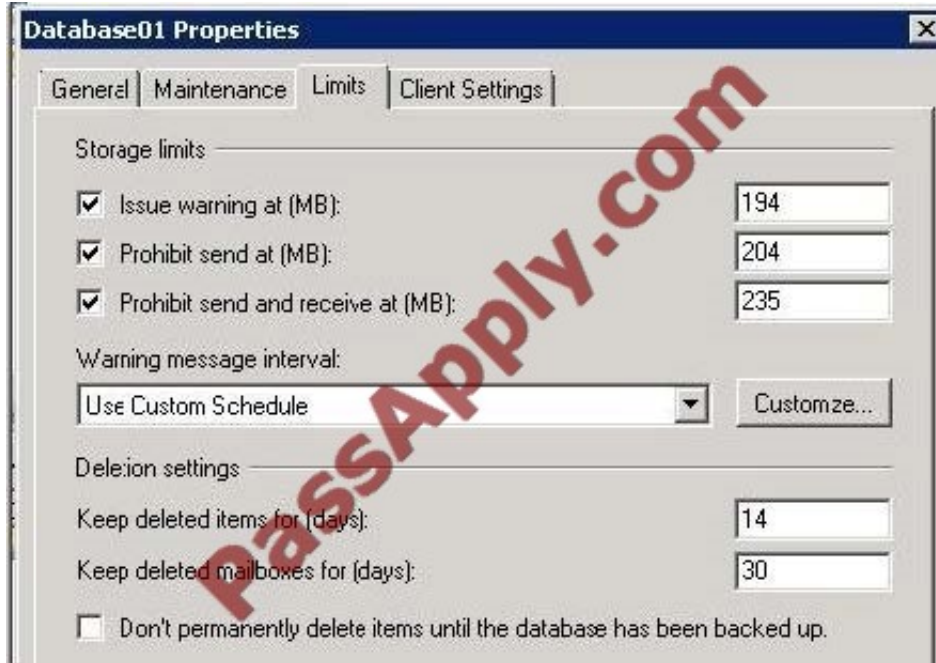 Database01 Properties
General Maintenance Limits Client Settings
Storage limits
Issue warning at (MB): 194
Prohibit send at (MB): 204
Prohibit send and receive at (MB): 235
Warning message interval:
Use Custom Schedule Customize...
Deletion settings
Keep deleted items for (days): 14
Keep deleted mailboxes for (days): 30
Don't permanently delete items until the database has been backed up.
PassApply.com